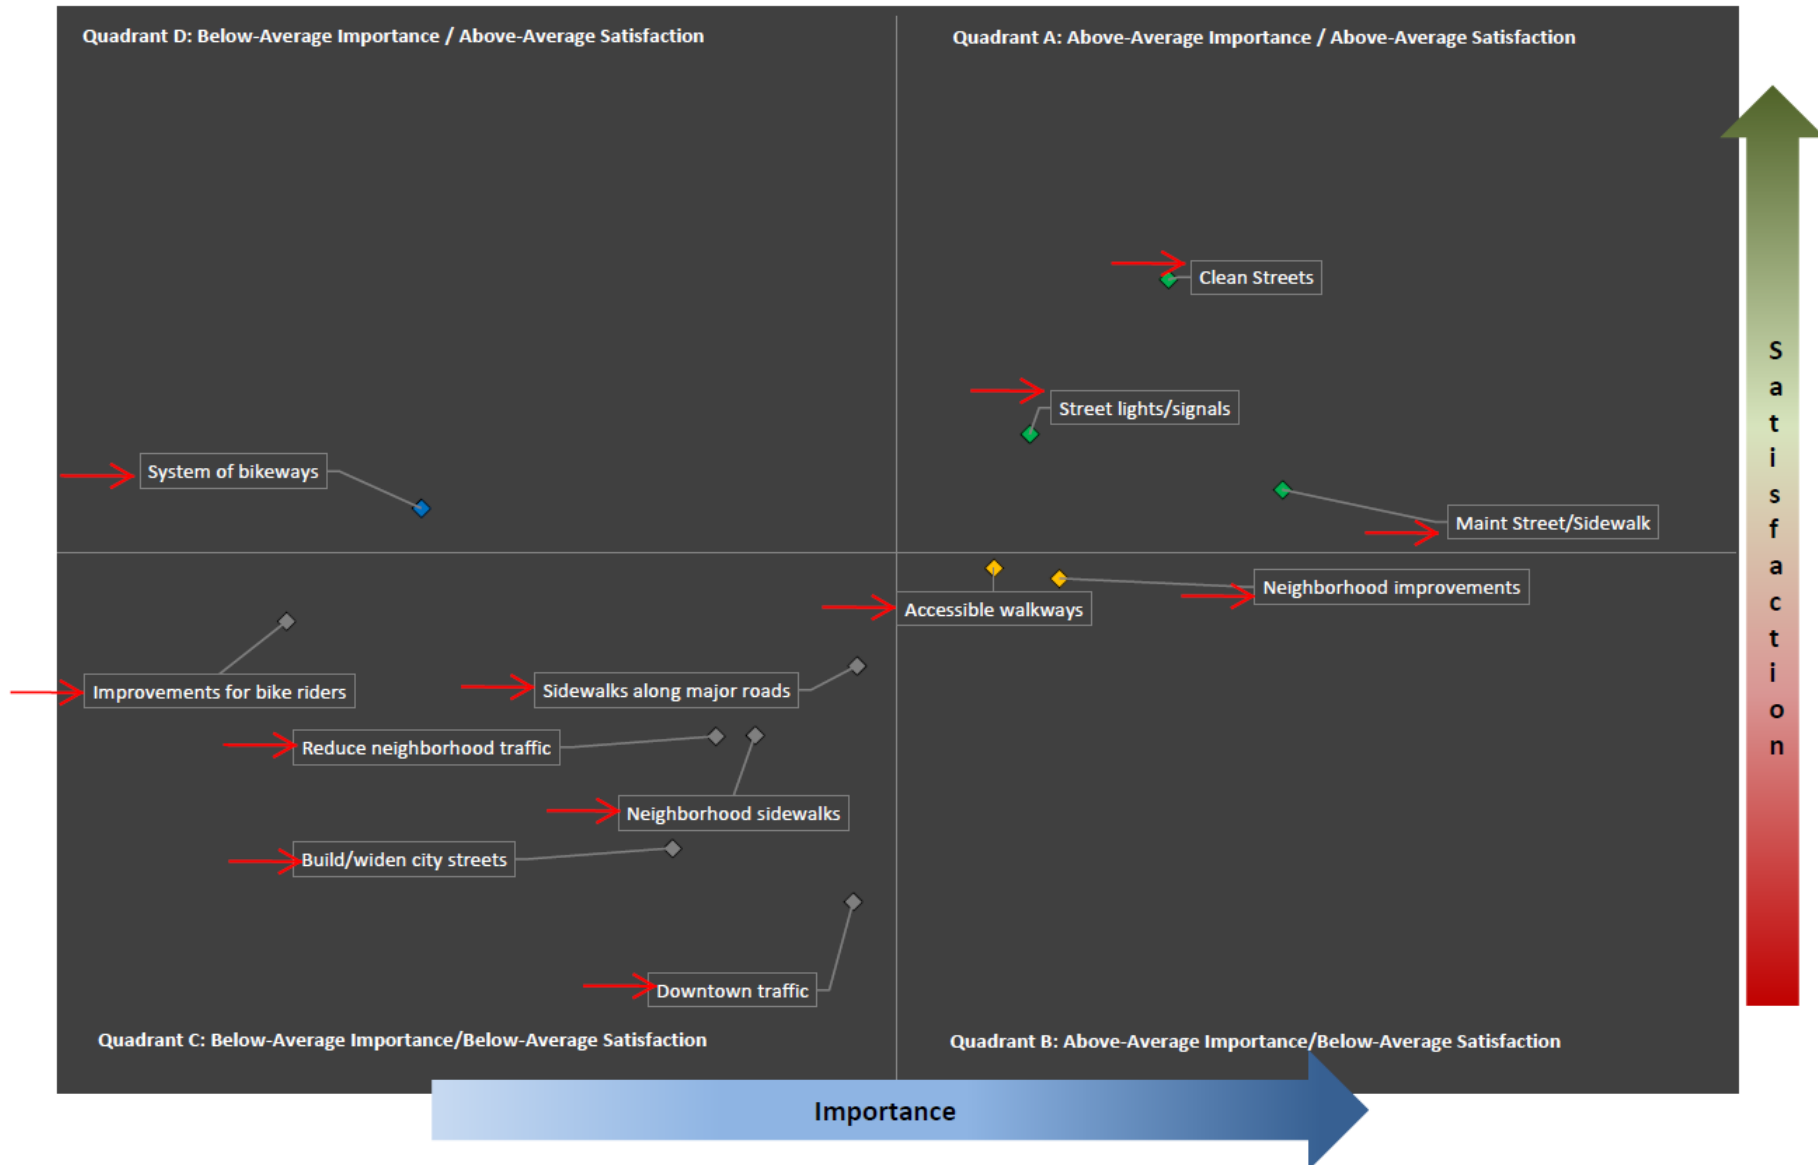 Quadrant D: Below-Average Importance / Above-Average Satisfaction
Quadrant A: Above-Average Importance / Above-Average Satisfaction
Clean Streets
Street lights/signals
System of bikeways
Maint Street/Sidewalk
Neighborhood improvements
Accessible walkways
Improvements for bike riders
Sidewalks along major roads
Reduce neighborhood traffic
Neighborhood sidewalks
Build/widen city streets
Downtown traffic
Quadrant C: Below-Average Importance/Below-Average Satisfaction
Quadrant B: Above-Average Importance/Below-Average Satisfaction
Importance
Satisfaction